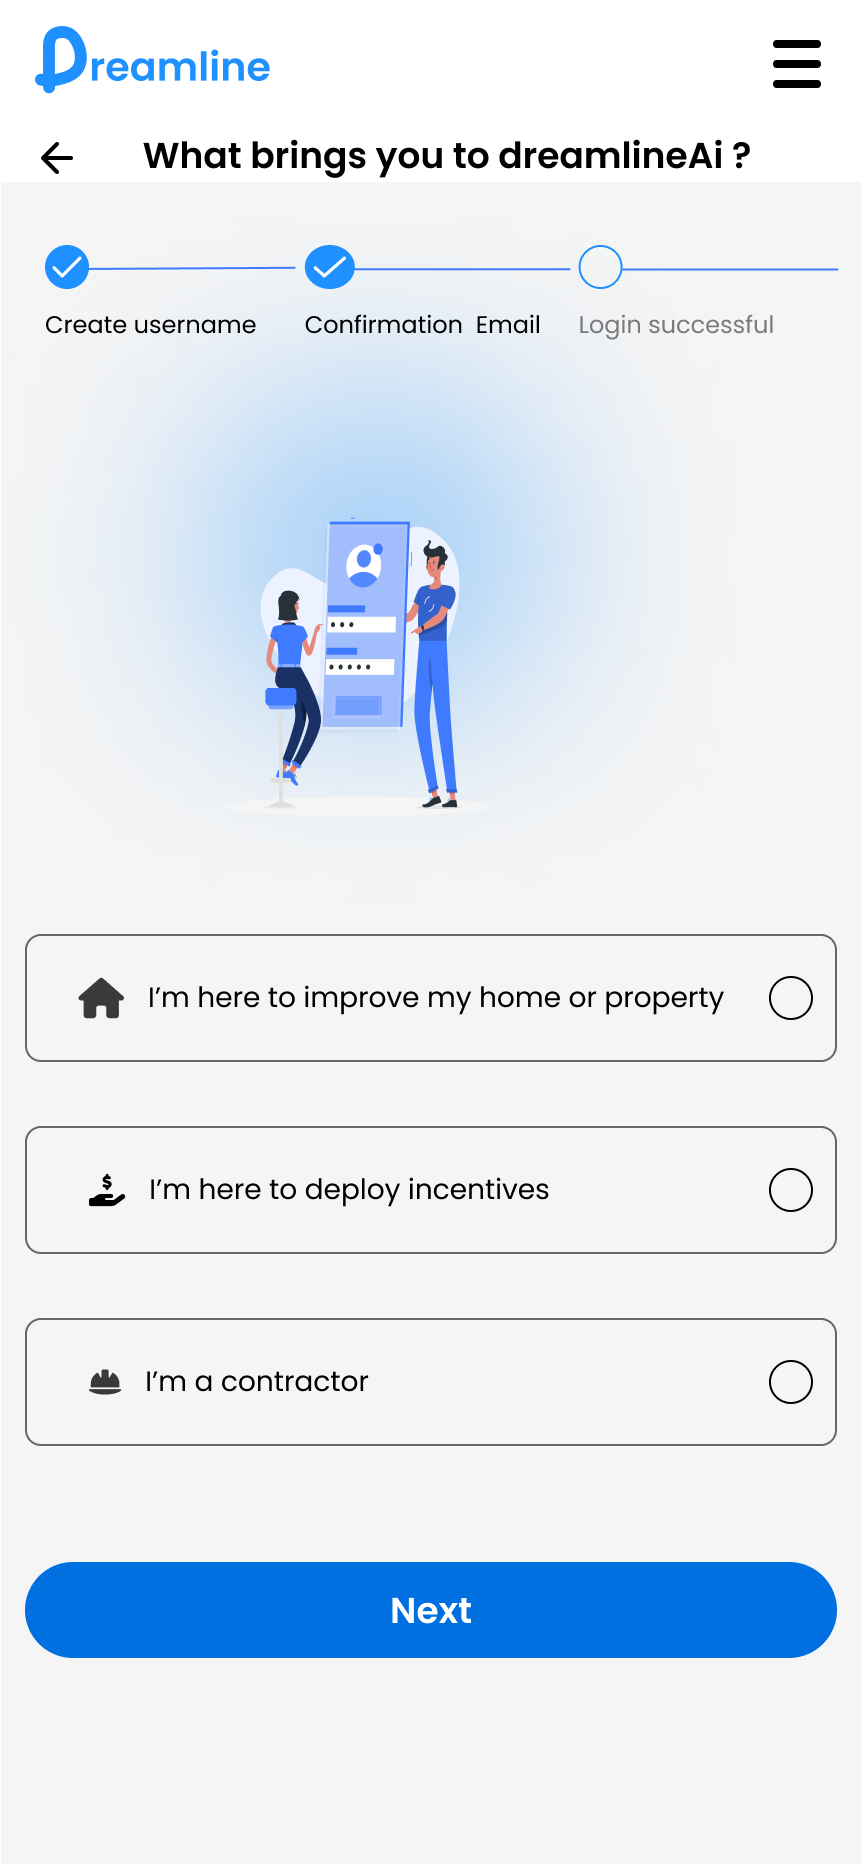 Dreamline
What brings you to dreamlineAi ?
Create username
Confirmation Email
Login successful
I’m here to improve my home or property
$
I’m here to deploy incentives
I’m a contractor
Next